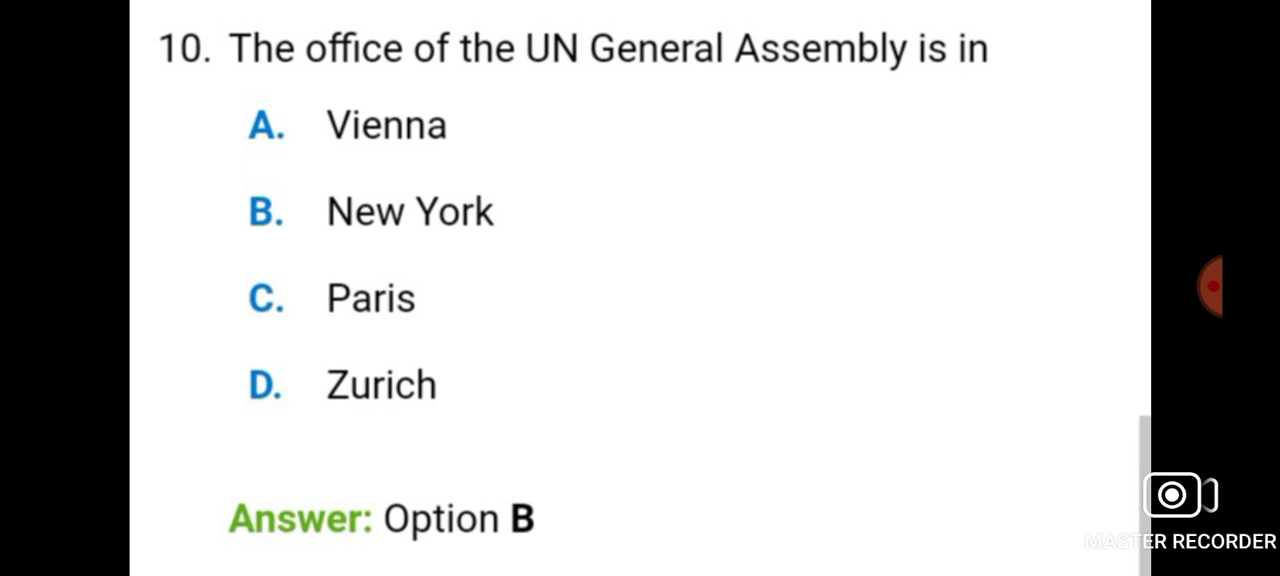 10. The office of the UN General Assembly is in
A. Vienna
B. New York
C. Paris
D. Zurich
Answer: Option B
MASTER RECORDER